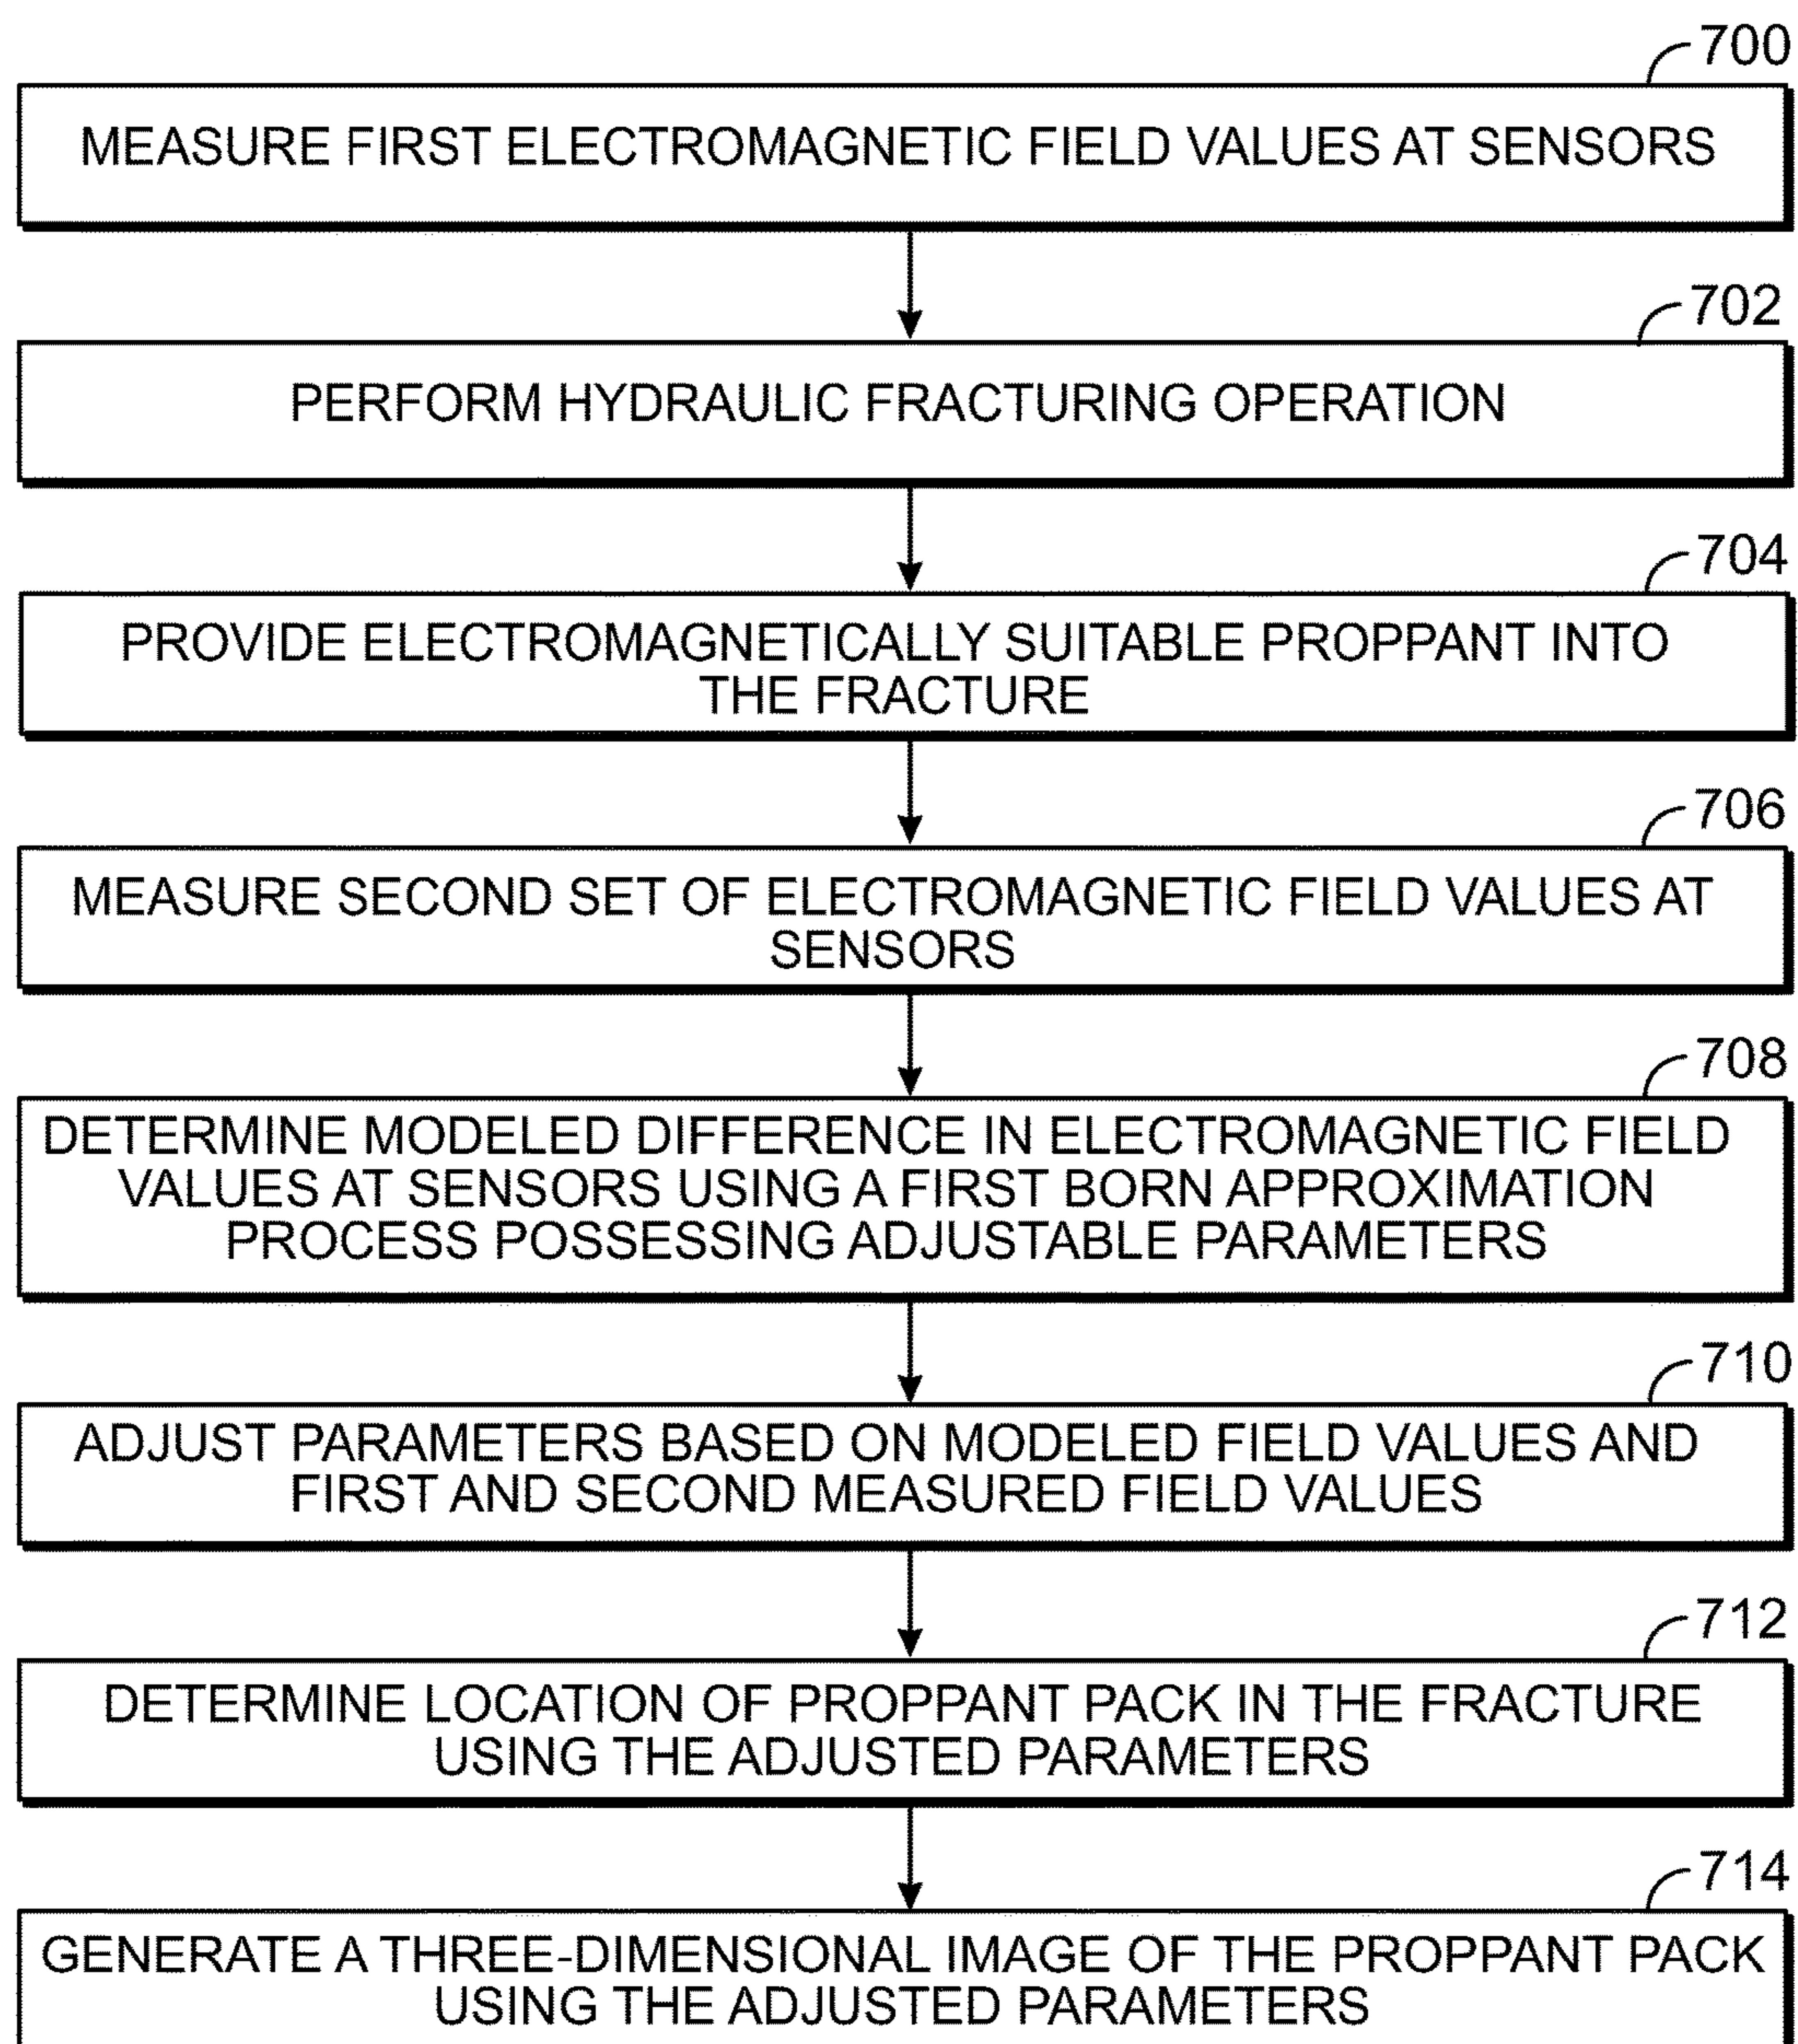 700
MEASURE FIRST ELECTROMAGNETIC FIELD VALUES AT SENSORS
702
PERFORM HYDRAULIC FRACTURING OPERATION
704
PROVIDE ELECTROMAGNETICALLY SUITABLE PROPPANT INTO
THE FRACTURE
706
MEASURE SECOND SET OF ELECTROMAGNETIC FIELD VALUES AT
SENSORS
708
DETERMINE MODELED DIFFERENCE IN ELECTROMAGNETIC FIELD
VALUES AT SENSORS USING A FIRST BORN APPROXIMATION
PROCESS POSSESSING ADJUSTABLE PARAMETERS
710
ADJUST PARAMETERS BASED ON MODELED FIELD VALUES AND
FIRST AND SECOND MEASURED FIELD VALUES
712
DETERMINE LOCATION OF PROPPANT PACK IN THE FRACTURE
USING THE ADJUSTED PARAMETERS
714
GENERATE A THREE-DIMENSIONAL IMAGE OF THE PROPPANT PACK
USING THE ADJUSTED PARAMETERS